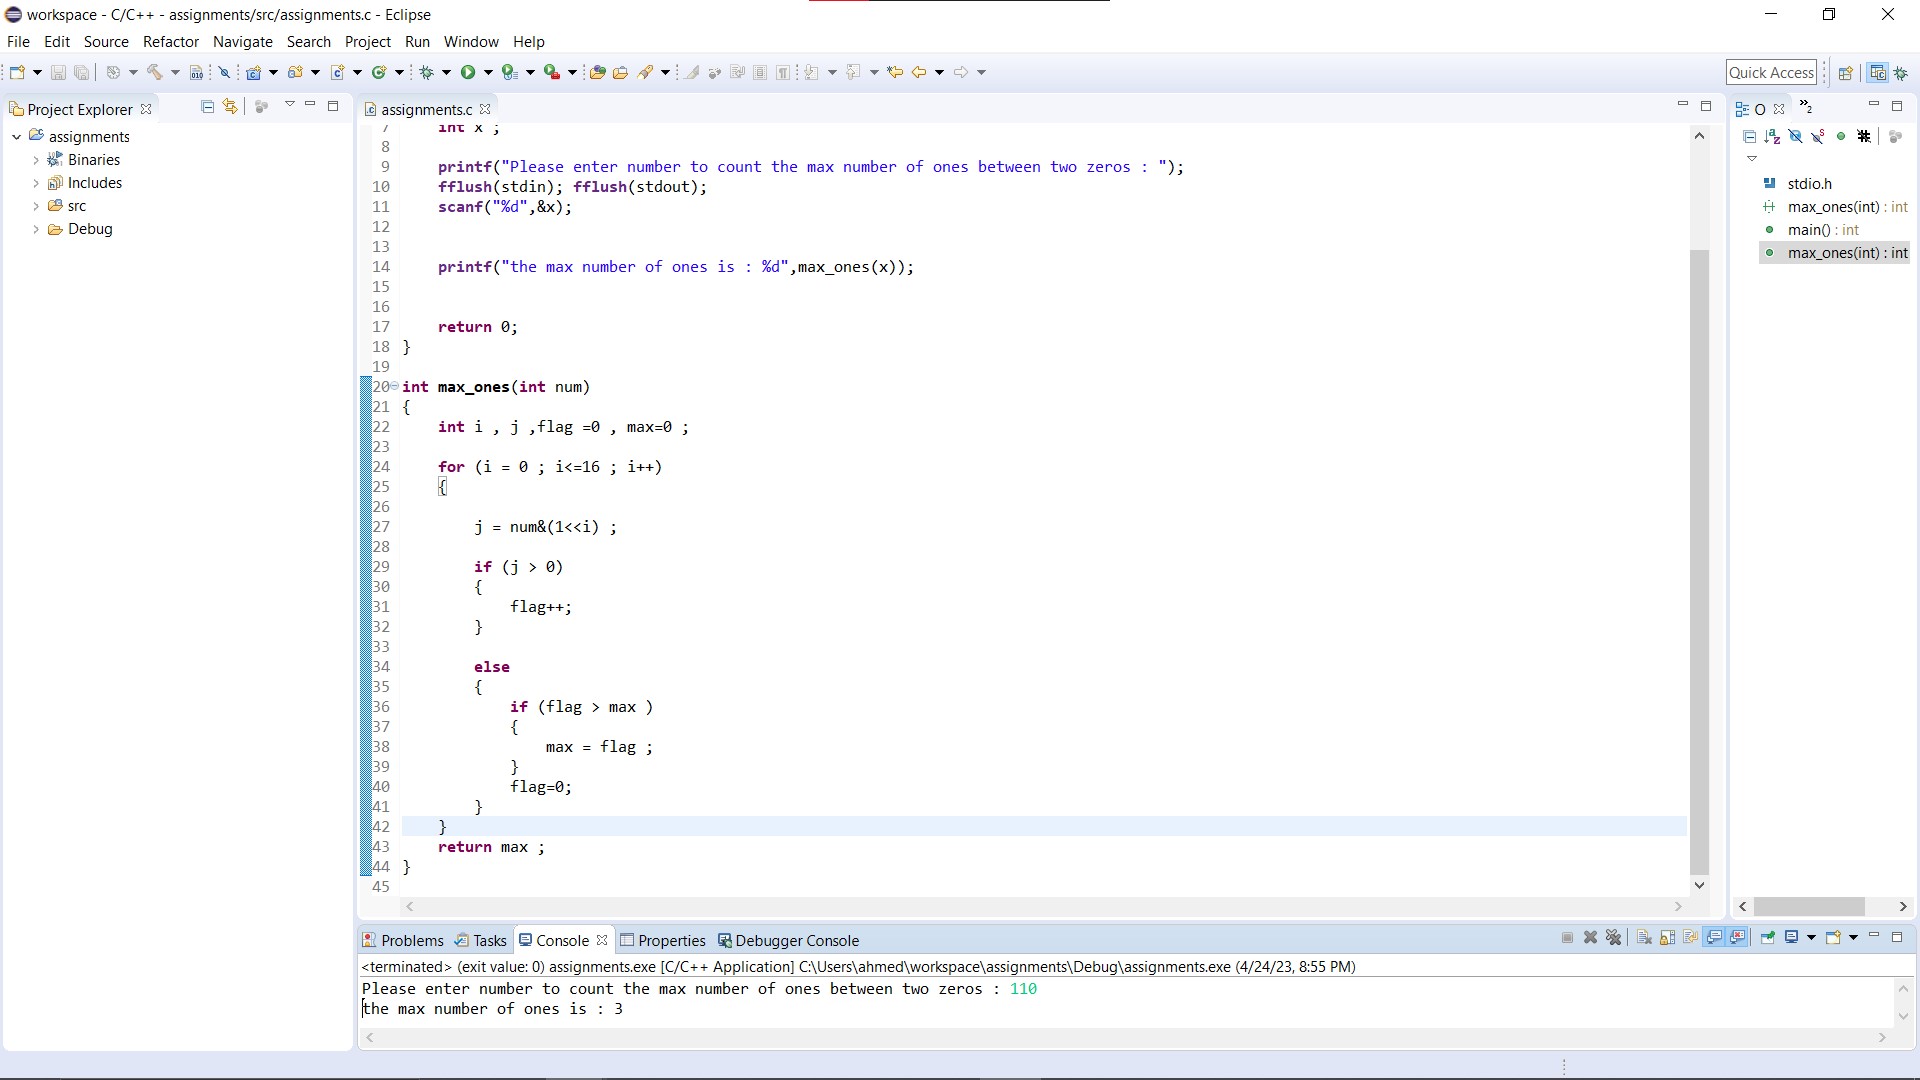 workspace - C/C++ - assignments/src/assignments.c - Eclipse
File Edit Source Refactor Navigate Search Project Run Window Help
Quick Access
Project Explorer
assignments
Binaries
Includes
src
Debug
assignments.c
7 int x ;
8
9 printf("Please enter number to count the max number of ones between two zeros : ");
10 fflush(stdin); fflush(stdout);
11 scanf("%d",&x);
12
13
14 printf("the max number of ones is : %d",max_ones(x));
15
16
17 return 0;
18 }
19
20 int max_ones(int num)
21 {
22 int i , j ,flag =0 , max=0 ;
23
24 for (i = 0 ; i<=16 ; i++)
25 {
26
27 j = num&(1<<i) ;
28
29 if (j > 0)
30 {
31 flag++;
32 }
33
34 else
35 {
36 if (flag > max )
37 {
38 max = flag ;
39 }
40 flag=0;
41 }
42 }
43 return max ;
44 }
45
O
»2
stdio.h
max_ones(int) : int
main() : int
max_ones(int) : int
Problems Tasks Console Properties Debugger Console
<terminated> (exit value: 0) assignments.exe [C/C++ Application] C:\Users\ahmed\workspace\assignments\Debug\assignments.exe (4/24/23, 8:55 PM)
Please enter number to count the max number of ones between two zeros : 110
the max number of ones is : 3